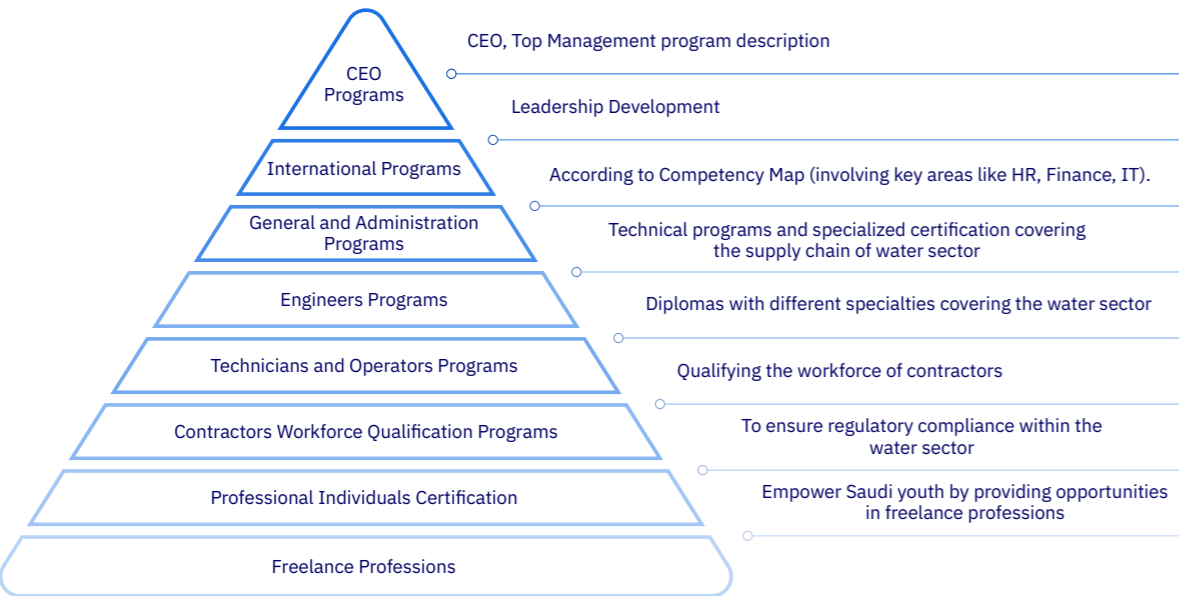 CEO
Programs
CEO, Top Management program description
International Programs
Leadership Development
General and Administration
Programs
According to Competency Map (involving key areas like HR, Finance, IT).
Engineers Programs
Technical programs and specialized certification covering
the supply chain of water sector
Technicians and Operators Programs
Diplomas with different specialties covering the water sector
Contractors Workforce Qualification Programs
Qualifying the workforce of contractors
Professional Individuals Certification
To ensure regulatory compliance within the
water sector
Freelance Professions
Empower Saudi youth by providing opportunities
in freelance professions